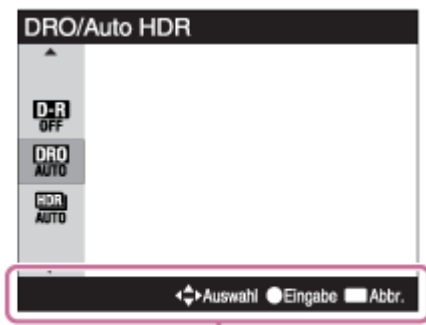 DRO/Auto HDR
D-R
OFF
DRO
AUTO
HDR
AUTO
Auswahl Eingabe Abbr.